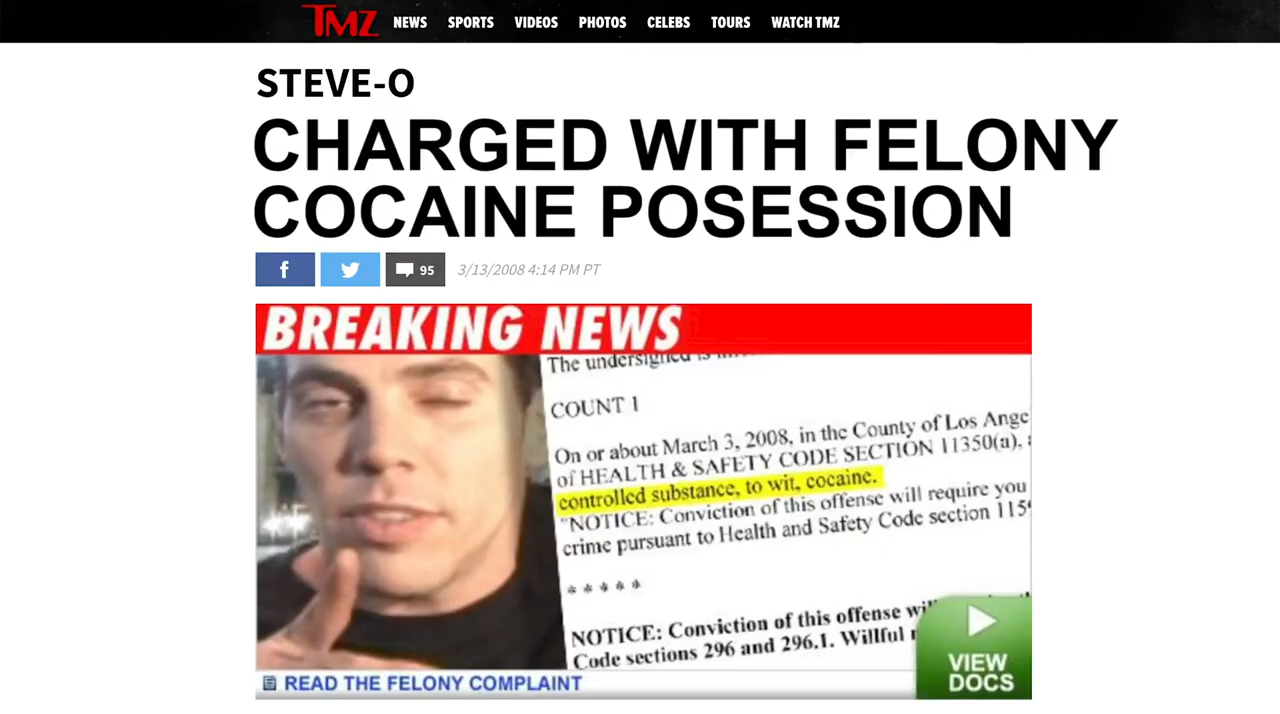 TMZ NEWS SPORTS VIDEOS PHOTOS CELEBS TOURS WATCH TMZ
STEVE-O
CHARGED WITH FELONY
COCAINE POSESSION
f 95 3/13/2008 4:14 PM PT
BREAKING NEWS
The undersigned is
COUNT 1
On or about March 3, 2008, in the County of Los Ange
of HEALTH & SAFETY CODE SECTION 11350(a),
controlled substance, to wit, cocaine.
"NOTICE: Conviction of this offense will require you
crime pursuant to Health and Safety Code section 115
* * * * *
NOTICE: Conviction of this offense
Code sections 296 and 296.1. Willful
VIEW
DOCS
READ THE FELONY COMPLAINT